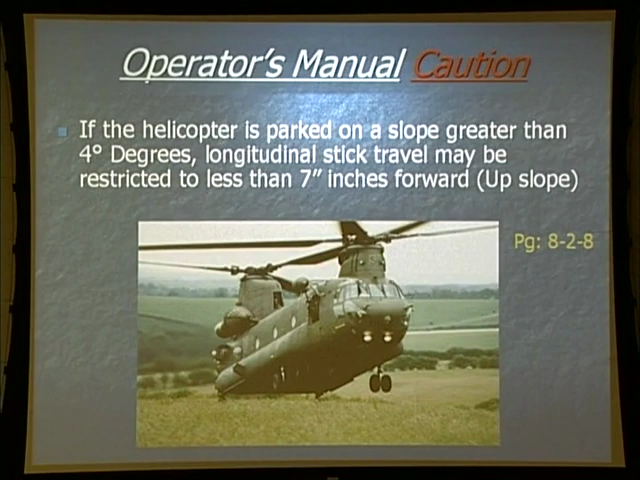 Operator's Manual Caution
If the helicopter is parked on a slope greater than
4° Degrees, longitudinal stick travel may be
restricted to less than 7” inches forward (Up slope)
Pg: 8-2-8